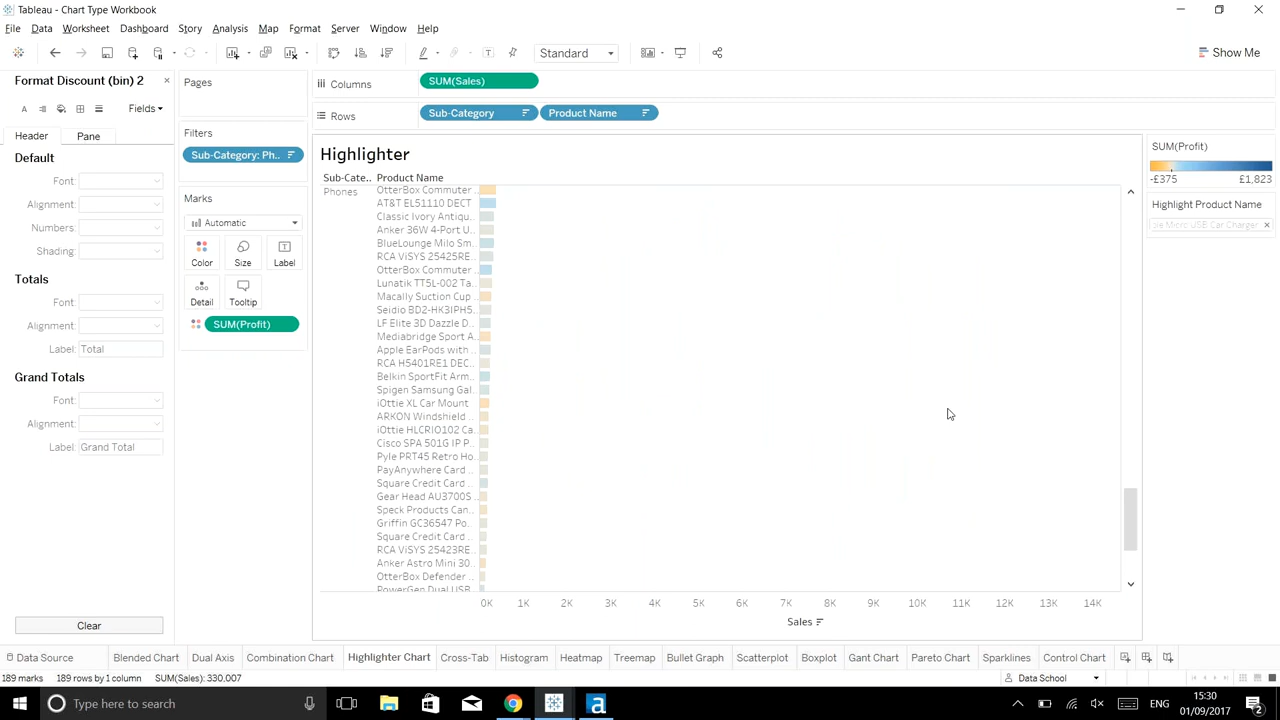 Tableau - Chart Type Workbook
File Data Worksheet Dashboard Story Analysis Map Format Server Window Help
Standard
Show Me
Format Discount (bin) 2 ×
Fields
Header Pane
Default
Font:
Alignment:
Numbers:
Shading:
Totals
Font:
Alignment:
Label: Total
Grand Totals
Font:
Alignment:
Label: Grand Total
Clear
Pages
Filters
Sub-Category: Ph..
Marks
Automatic
Color Size Label
Detail Tooltip
SUM(Profit)
Columns SUM(Sales)
Rows Sub-Category Product Name
Highlighter
Sub-Cate.. Product Name
Phones OtterBox Commuter ..
AT&T EL51110 DECT
Classic Ivory Antiqu..
Anker 36W 4-Port U..
BlueLounge Milo Sm..
RCA ViSYS 25425RE..
OtterBox Commuter ..
Lunatik TT5L-002 Ta..
Macally Suction Cup ..
Seidio BD2-HK3IPH5..
LF Elite 3D Dazzle D..
Mediabridge Sport A..
Apple EarPods with ..
RCA H5401RE1 DEC..
Belkin SportFit Arm..
Spigen Samsung Gal..
iOttie XL Car Mount
ARKON Windshield ..
iOttie HLCRIO102 Ca..
Cisco SPA 501G IP P..
Pyle PRT45 Retro Ho..
PayAnywhere Card ..
Square Credit Card ..
Gear Head AU3700S ..
Speck Products Can..
Griffin GC36547 Po..
Square Credit Card ..
RCA ViSYS 25423RE..
Anker Astro Mini 30..
OtterBox Defender ..
PowerGen Dual USB..
0K 1K 2K 3K 4K 5K 6K 7K 8K 9K 10K 11K 12K 13K 14K
Sales
SUM(Profit)
-£375 £1,823
Highlight Product Name
Micro USB) Car Charger ×
Data Source Blended Chart Dual Axis Combination Chart Highlighter Chart Cross-Tab Histogram Heatmap Treemap Bullet Graph Scatterplot Boxplot Gant Chart Pareto Chart Sparklines Control Chart
189 marks 189 rows by 1 column SUM(Sales): 330,007 Data School
Type here to search
ENG
15:30
01/09/2017
2